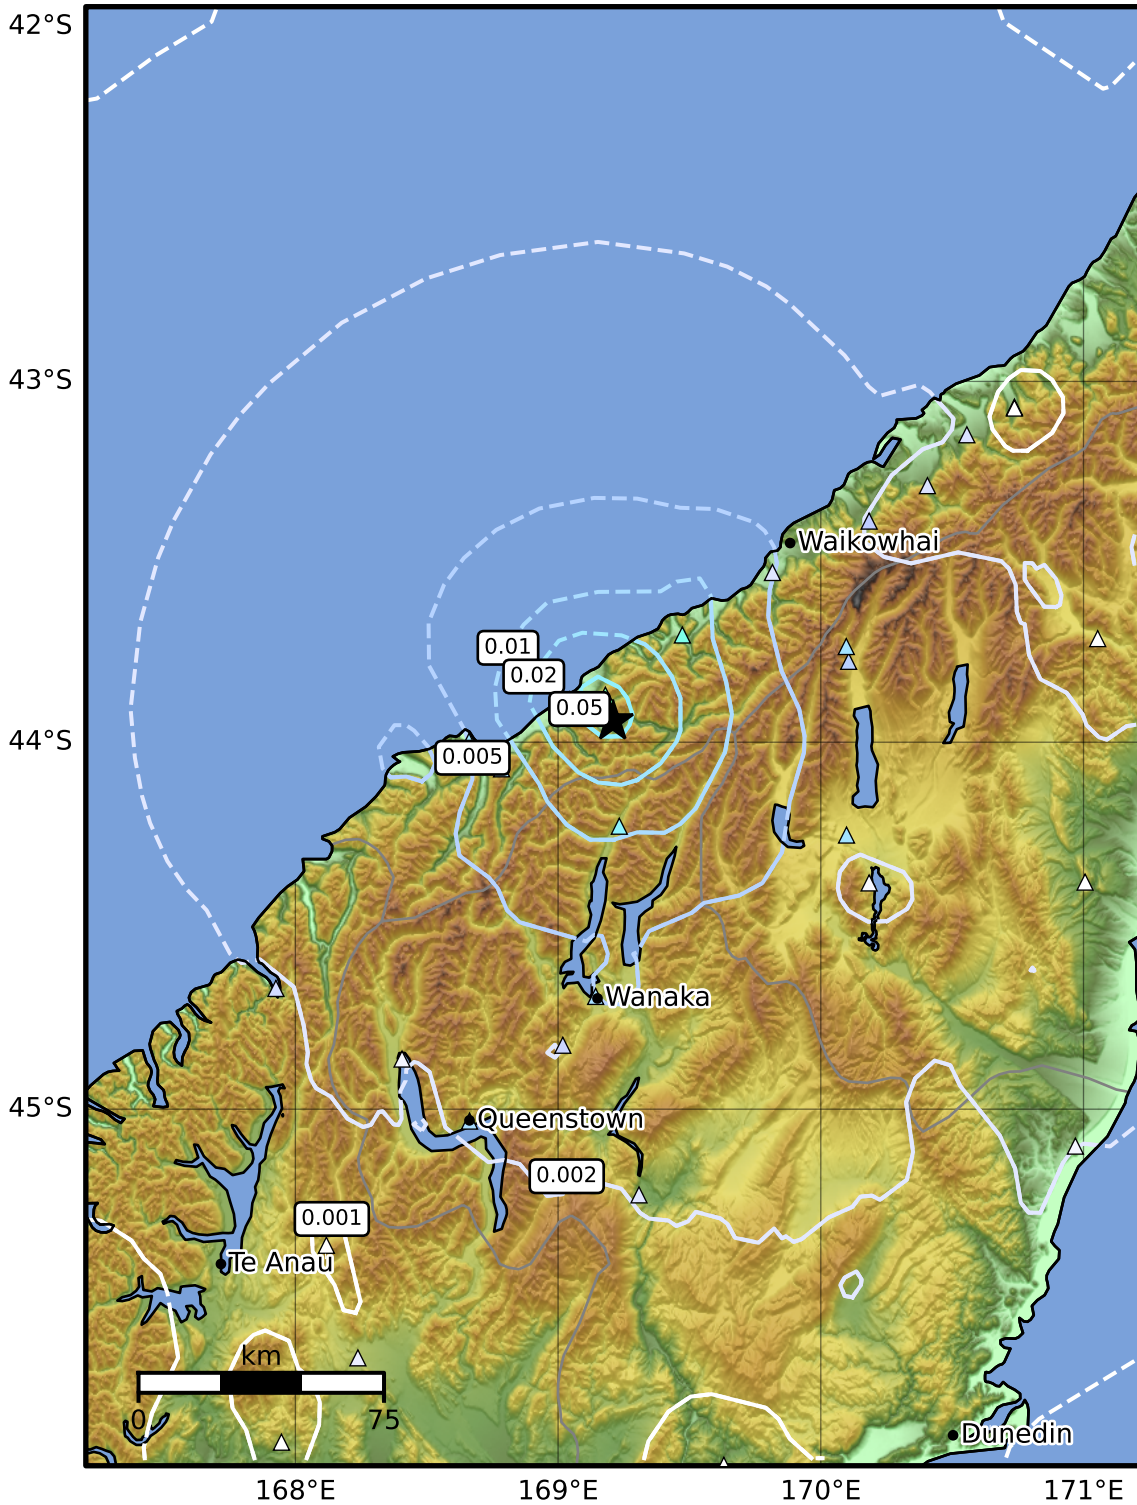 42°S
43°S
Waikowhai
0.01
0.02
0.05
44°S
0.005
Wanaka
45°S
Queenstown
0.002
0.001
Te Anau
km
0 75
Dunedin
168°E 169°E 170°E 171°E